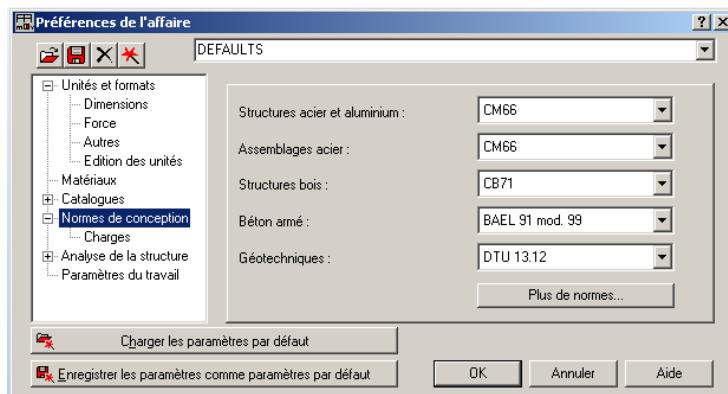 Préférences de l'affaire
DEFAULTS
Unités et formats
Dimensions
Force
Autres
Edition des unités
Matériaux
Catalogues
Normes de conception
Charges
Analyse de la structure
Paramètres du travail
Structures acier et aluminium : CM66
Assemblages acier : CM66
Structures bois : CB71
Béton armé : BAEL 91 mod. 99
Géotechniques : DTU 13.12
Plus de normes...
Charger les paramètres par défaut
Enregistrer les paramètres comme paramètres par défaut
OK
Annuler
Aide